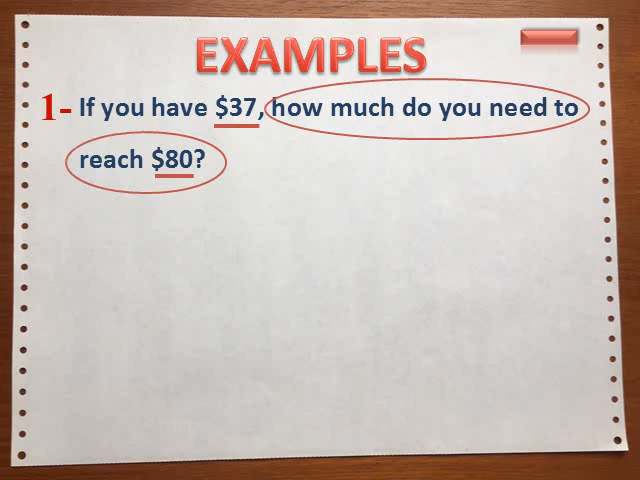 EXAMPLES
1- If you have $37, how much do you need to
reach $80?